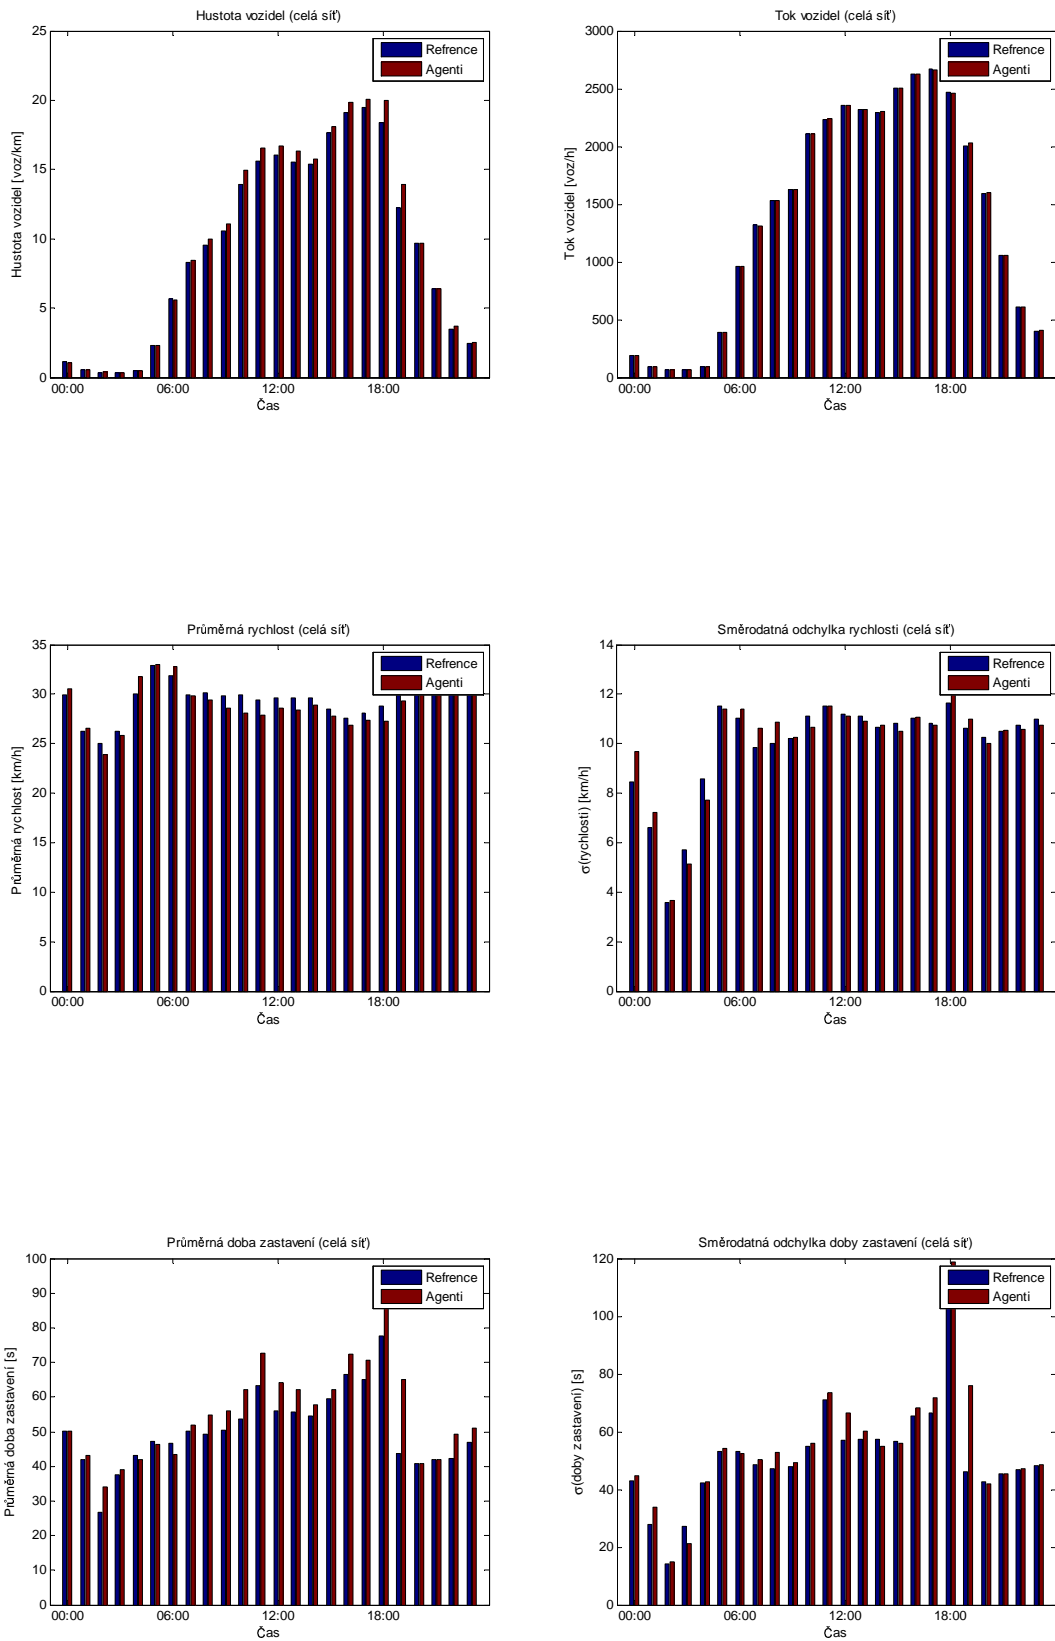 Hustota vozidel (celá síť)
25
20
15
10
5
0
Hustota vozidel [voz/km]
Refrence
Agenti
00:00 06:00 12:00 18:00
Čas
Tok vozidel (celá síť)
3000
2500
2000
1500
1000
500
0
Tok vozidel [voz/h]
Refrence
Agenti
00:00 06:00 12:00 18:00
Čas
Průměrná rychlost (celá síť)
35
30
25
20
15
10
5
0
Průměrná rychlost [km/h]
Refrence
Agenti
00:00 06:00 12:00 18:00
Čas
Směrodatná odchylka rychlosti (celá síť)
14
12
10
8
6
4
2
0
σ(rychlosti) [km/h]
Refrence
Agenti
00:00 06:00 12:00 18:00
Čas
Průměrná doba zastavení (celá síť)
100
90
80
70
60
50
40
30
20
10
0
Průměrná doba zastavení [s]
Refrence
Agenti
00:00 06:00 12:00 18:00
Čas
Směrodatná odchylka doby zastavení (celá síť)
120
100
80
60
40
20
0
σ(doby zastavení) [s]
Refrence
Agenti
00:00 06:00 12:00 18:00
Čas